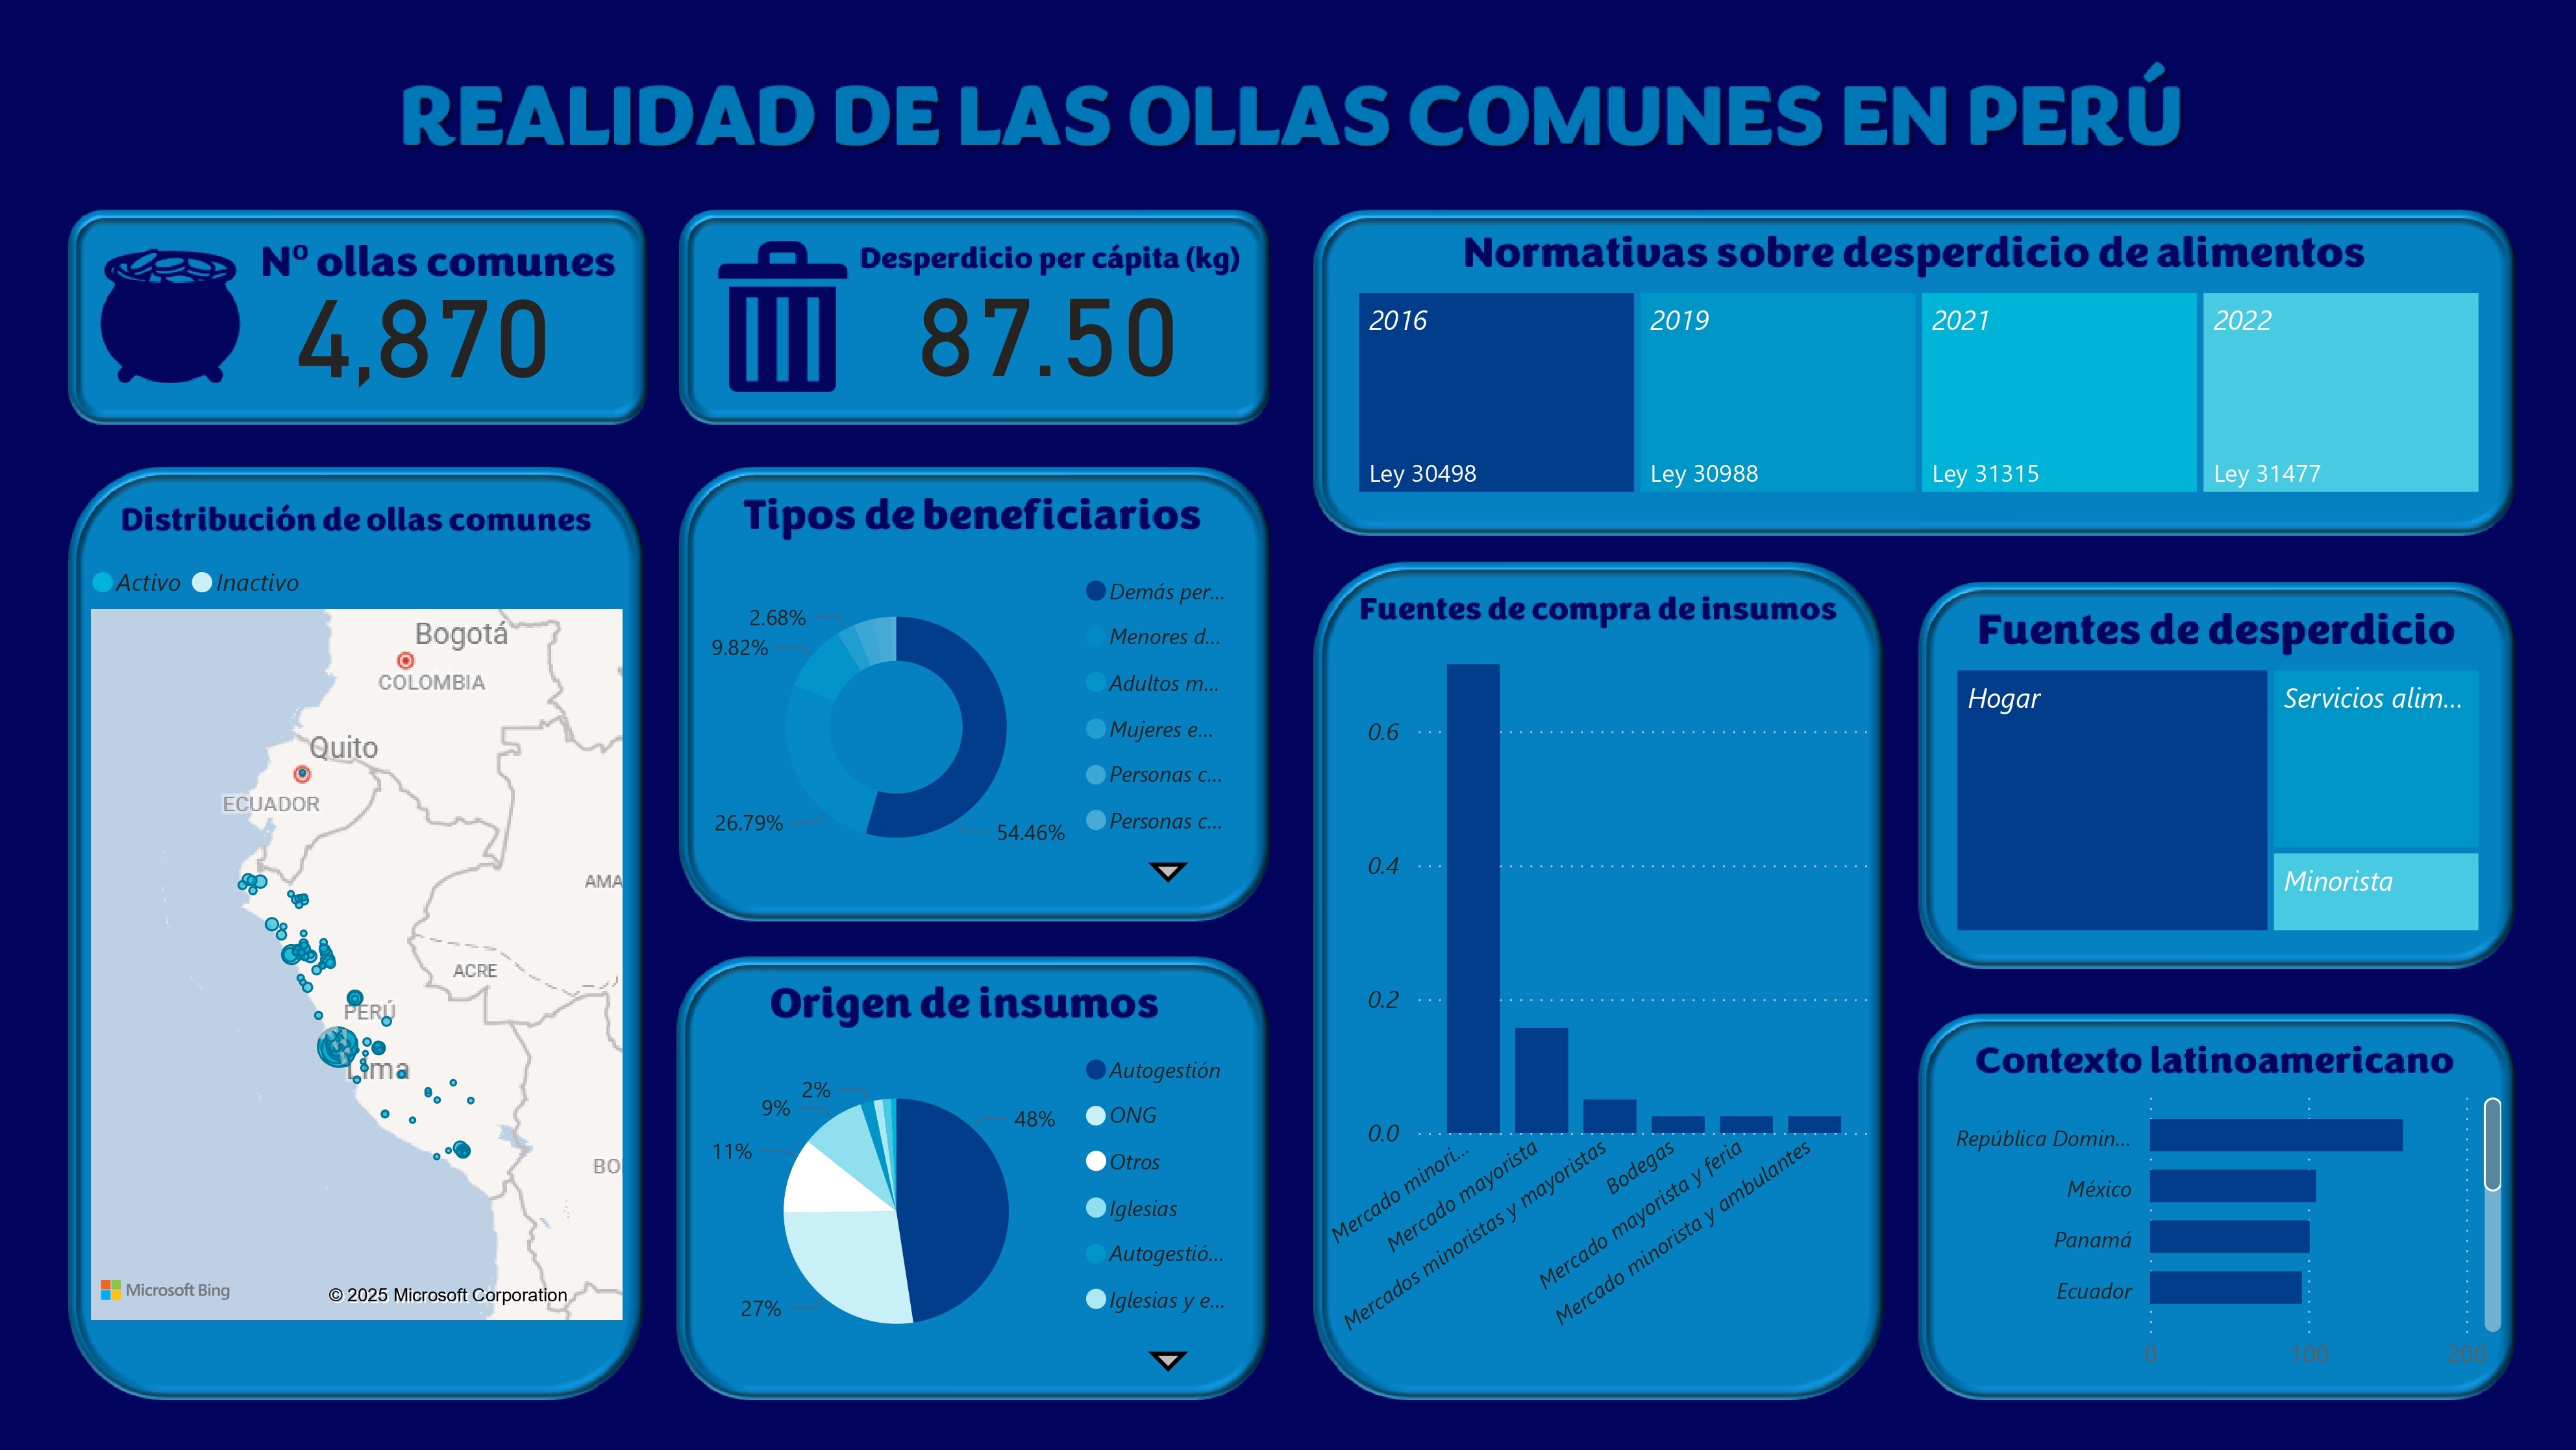 REALIDAD DE LAS OLLAS COMUNES EN PERÚ
Nº ollas comunes
4,870
Desperdicio per cápita (kg)
87.50
Normativas sobre desperdicio de alimentos
2016
2019
2021
2022
Ley 30498
Ley 30988
Ley 31315
Ley 31477
Distribución de ollas comunes
Activo
Inactivo
Bogotá
COLOMBIA
Quito
ECUADOR
AMA
ACRE
PERÚ
Lima
BO
Microsoft Bing
© 2025 Microsoft Corporation
Tipos de beneficiarios
2.68%
9.82%
26.79%
54.46%
Demás per...
Menores d...
Adultos m...
Mujeres e...
Personas c...
Personas c...
Origen de insumos
2%
9%
11%
27%
48%
Autogestión
ONG
Otros
Iglesias
Autogestió...
Iglesias y e...
Fuentes de compra de insumos
0.6
0.4
0.2
0.0
Mercado minori...
Mercado mayorista
Mercados minoristas y mayoristas
Bodegas
Mercado mayorista y feria
Mercado minorista y ambulantes
Fuentes de desperdicio
Hogar
Servicios alim...
Minorista
Contexto latinoamericano
República Domin...
México
Panamá
Ecuador
0
100
200